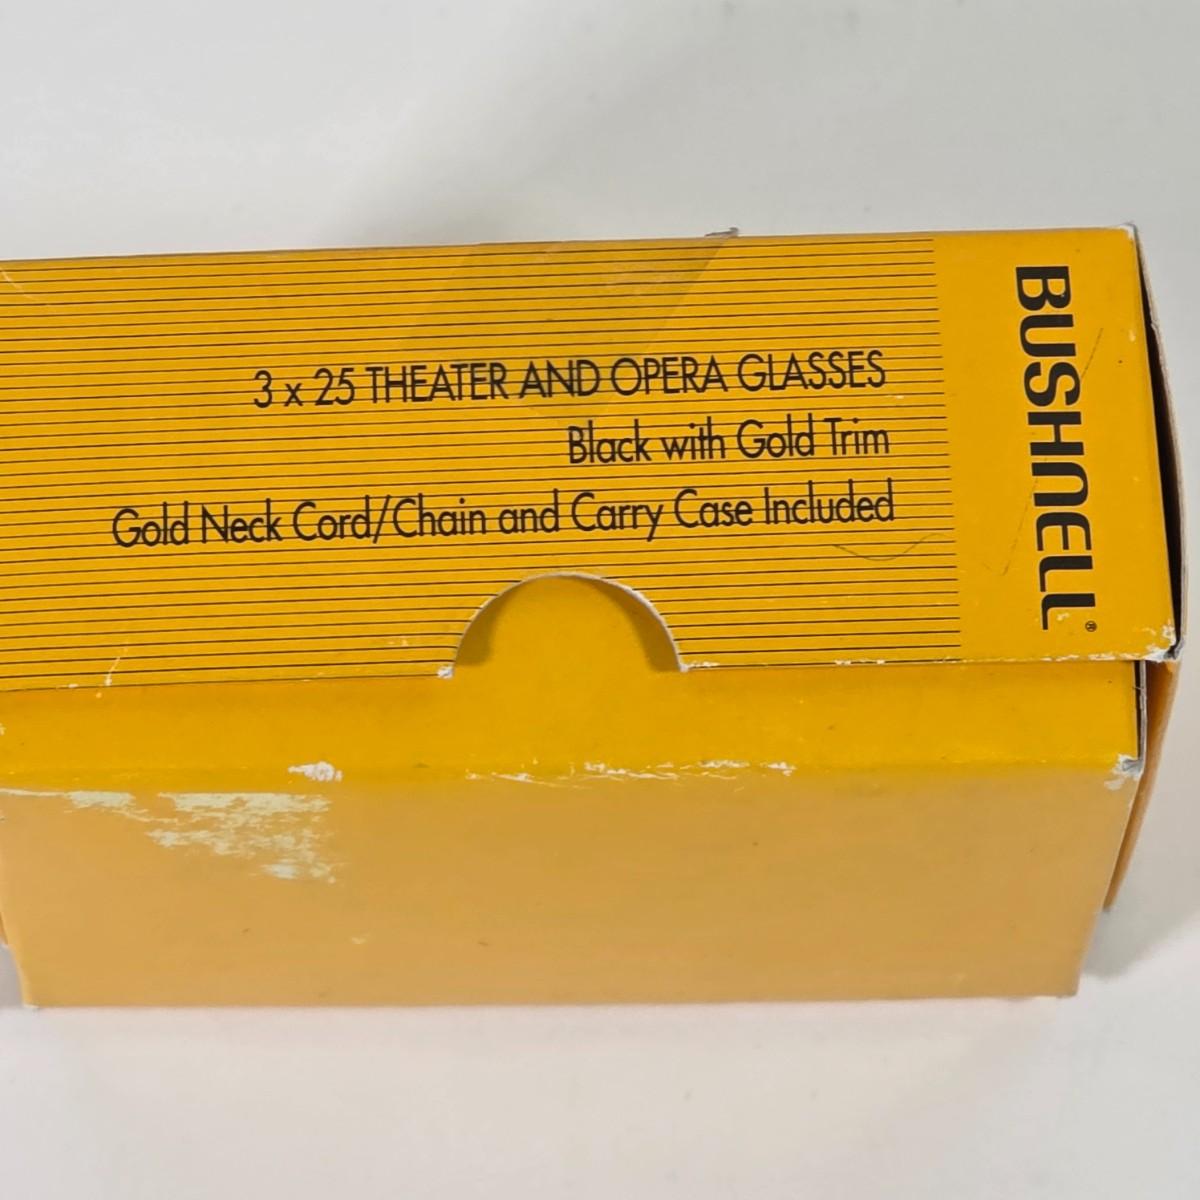 3 x 25 THEATER AND OPERA GLASSES
Black with Gold Trim
Gold Neck Cord/Chain and Carry Case Included
BUSHNELL®